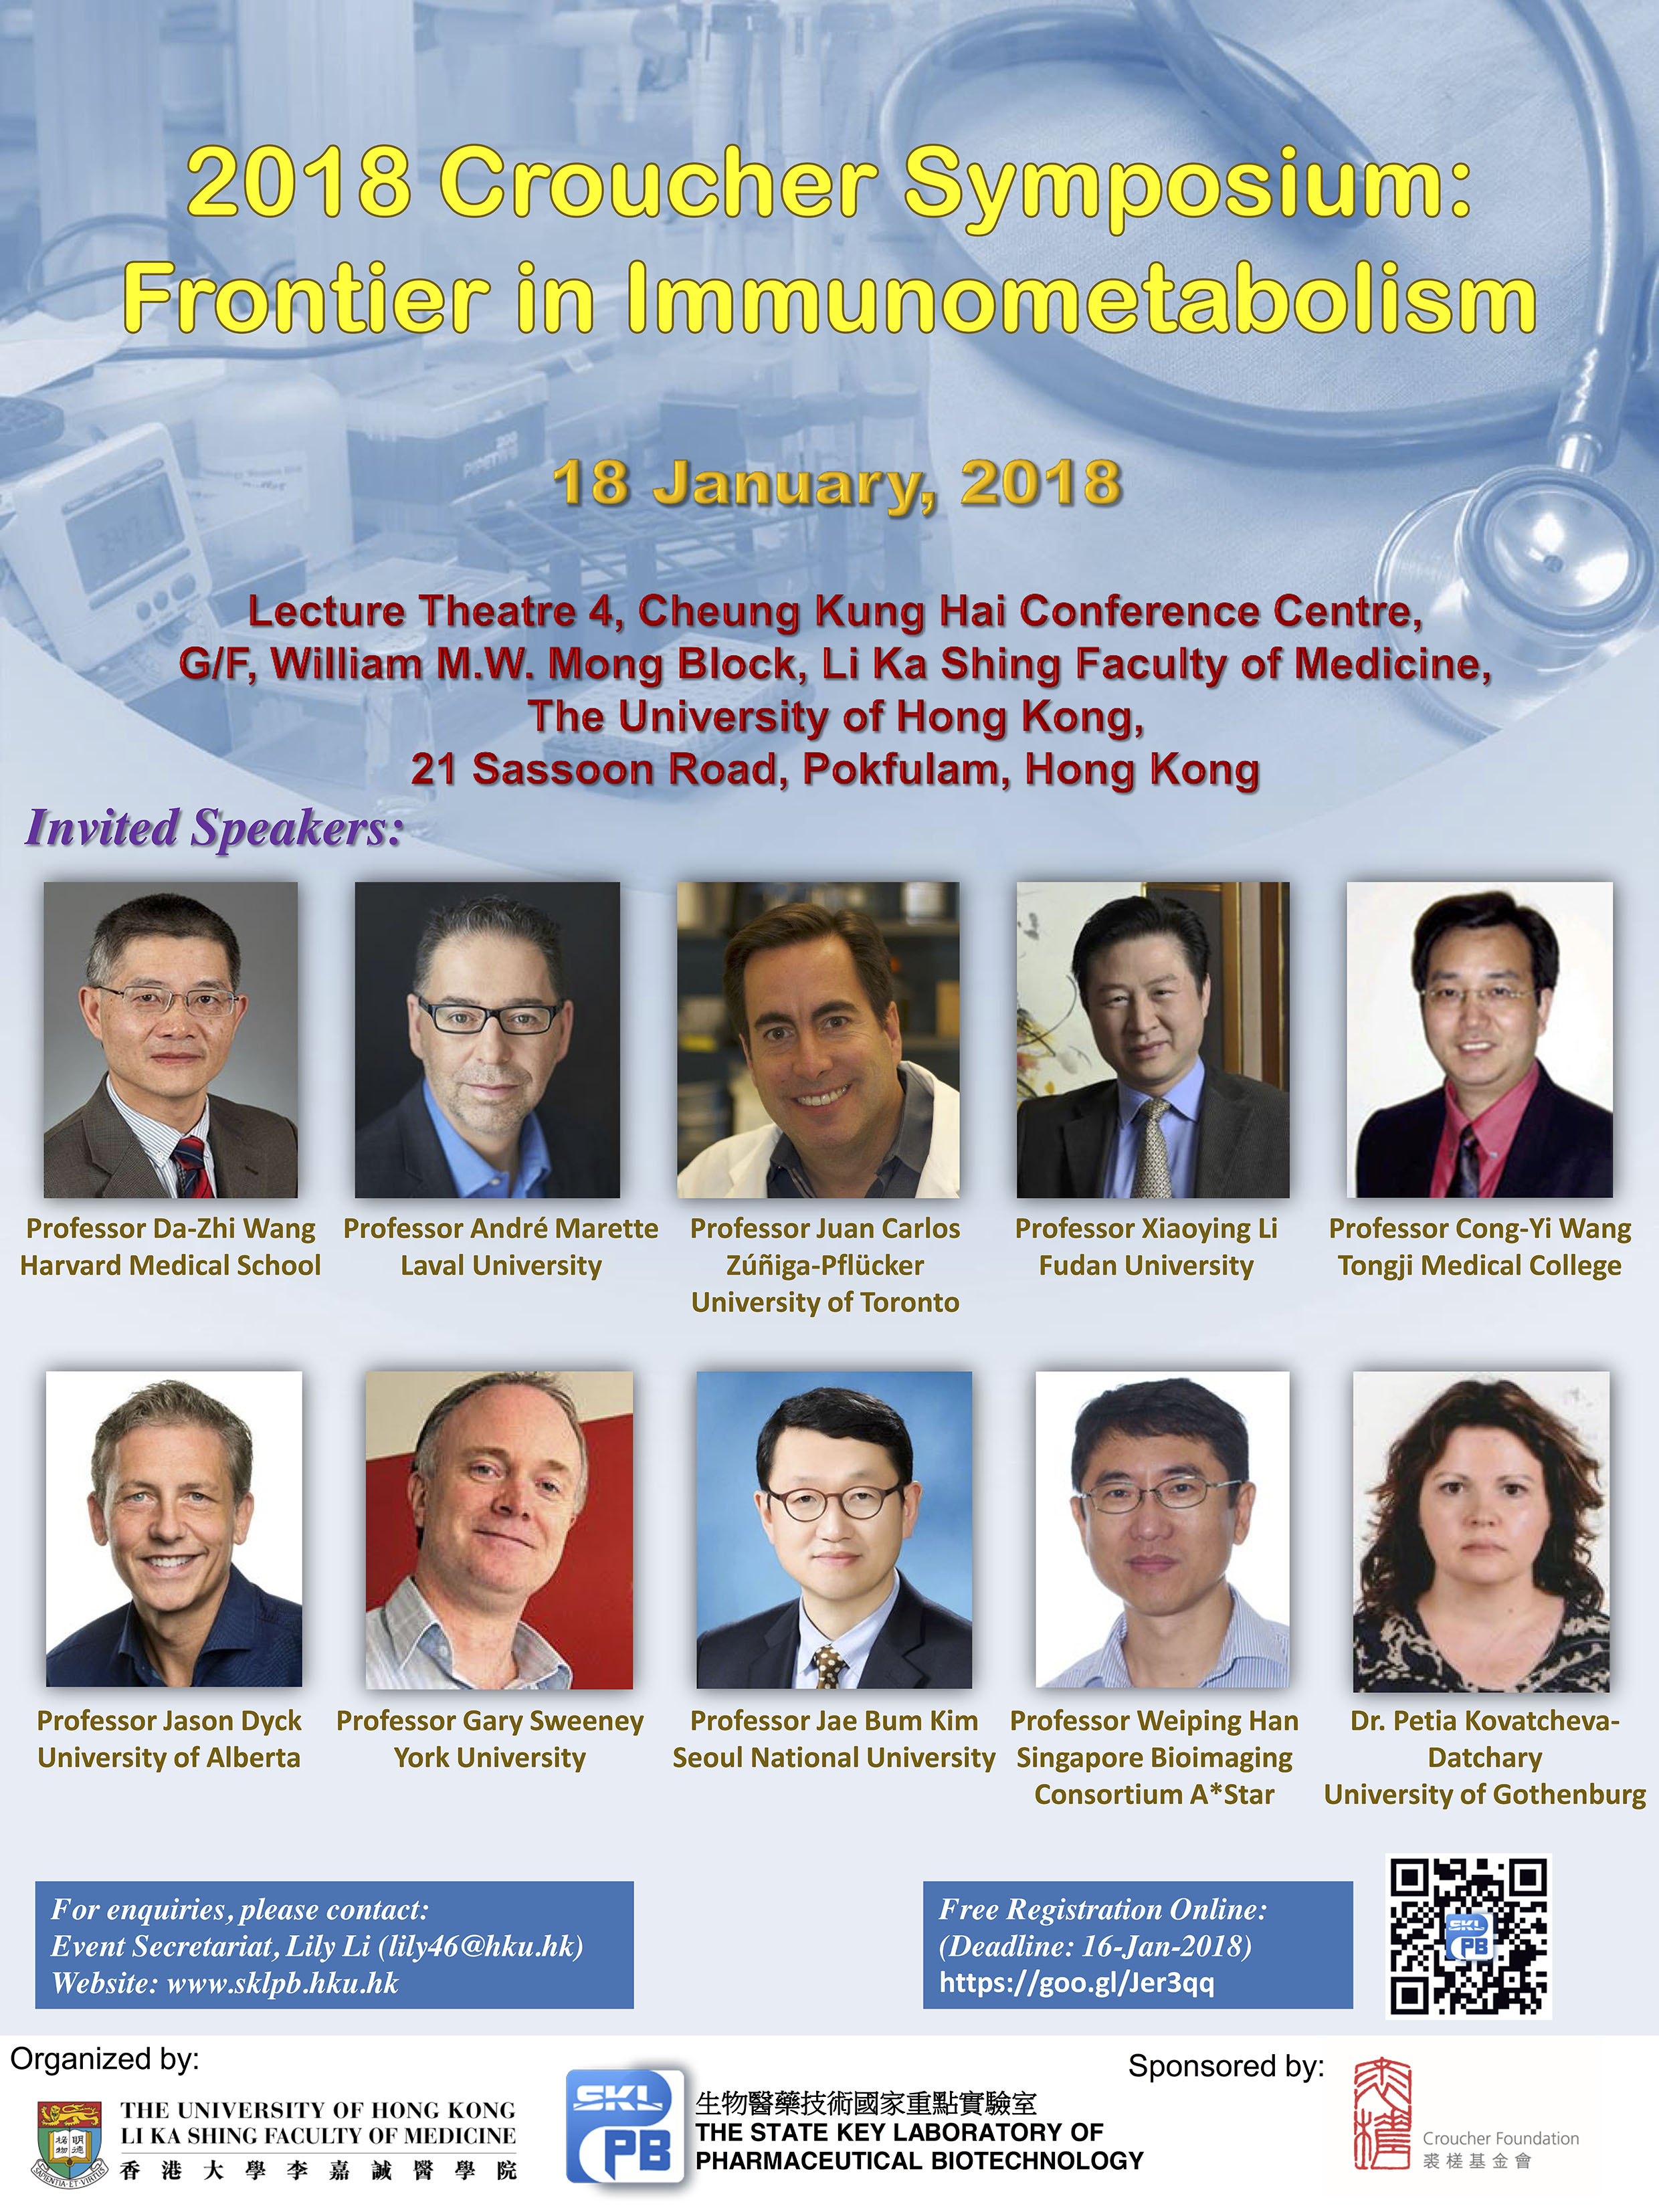 2018 Croucher Symposium:
Frontier in Immunometabolism
18 January, 2018
Lecture Theatre 4, Cheung Kung Hai Conference Centre,
G/F, William M.W. Mong Block, Li Ka Shing Faculty of Medicine,
The University of Hong Kong,
21 Sassoon Road, Pokfulam, Hong Kong
Invited Speakers:
Professor Da-Zhi Wang
Harvard Medical School
Professor André Marette
Laval University
Professor Juan Carlos
Zúñiga-Pflücker
University of Toronto
Professor Xiaoying Li
Fudan University
Professor Cong-Yi Wang
Tongji Medical College
Professor Jason Dyck
University of Alberta
Professor Gary Sweeney
York University
Professor Jae Bum Kim
Seoul National University
Professor Weiping Han
Singapore Bioimaging
Consortium A*Star
Dr. Petia Kovatcheva-
Datchary
University of Gothenburg
For enquiries, please contact:
Event Secretariat, Lily Li (lily46@hku.hk)
Website: www.sklpb.hku.hk
Free Registration Online:
(Deadline: 16-Jan-2018)
https://goo.gl/Jer3qq
SKL
PB
Organized by:
THE UNIVERSITY OF HONG KONG
LI KA SHING FACULTY OF MEDICINE
香港大學李嘉誠醫學院
SKL
PB
生物醫藥技術國家重點實驗室
THE STATE KEY LABORATORY OF
PHARMACEUTICAL BIOTECHNOLOGY
Sponsored by:
Croucher Foundation
裘槎基金會